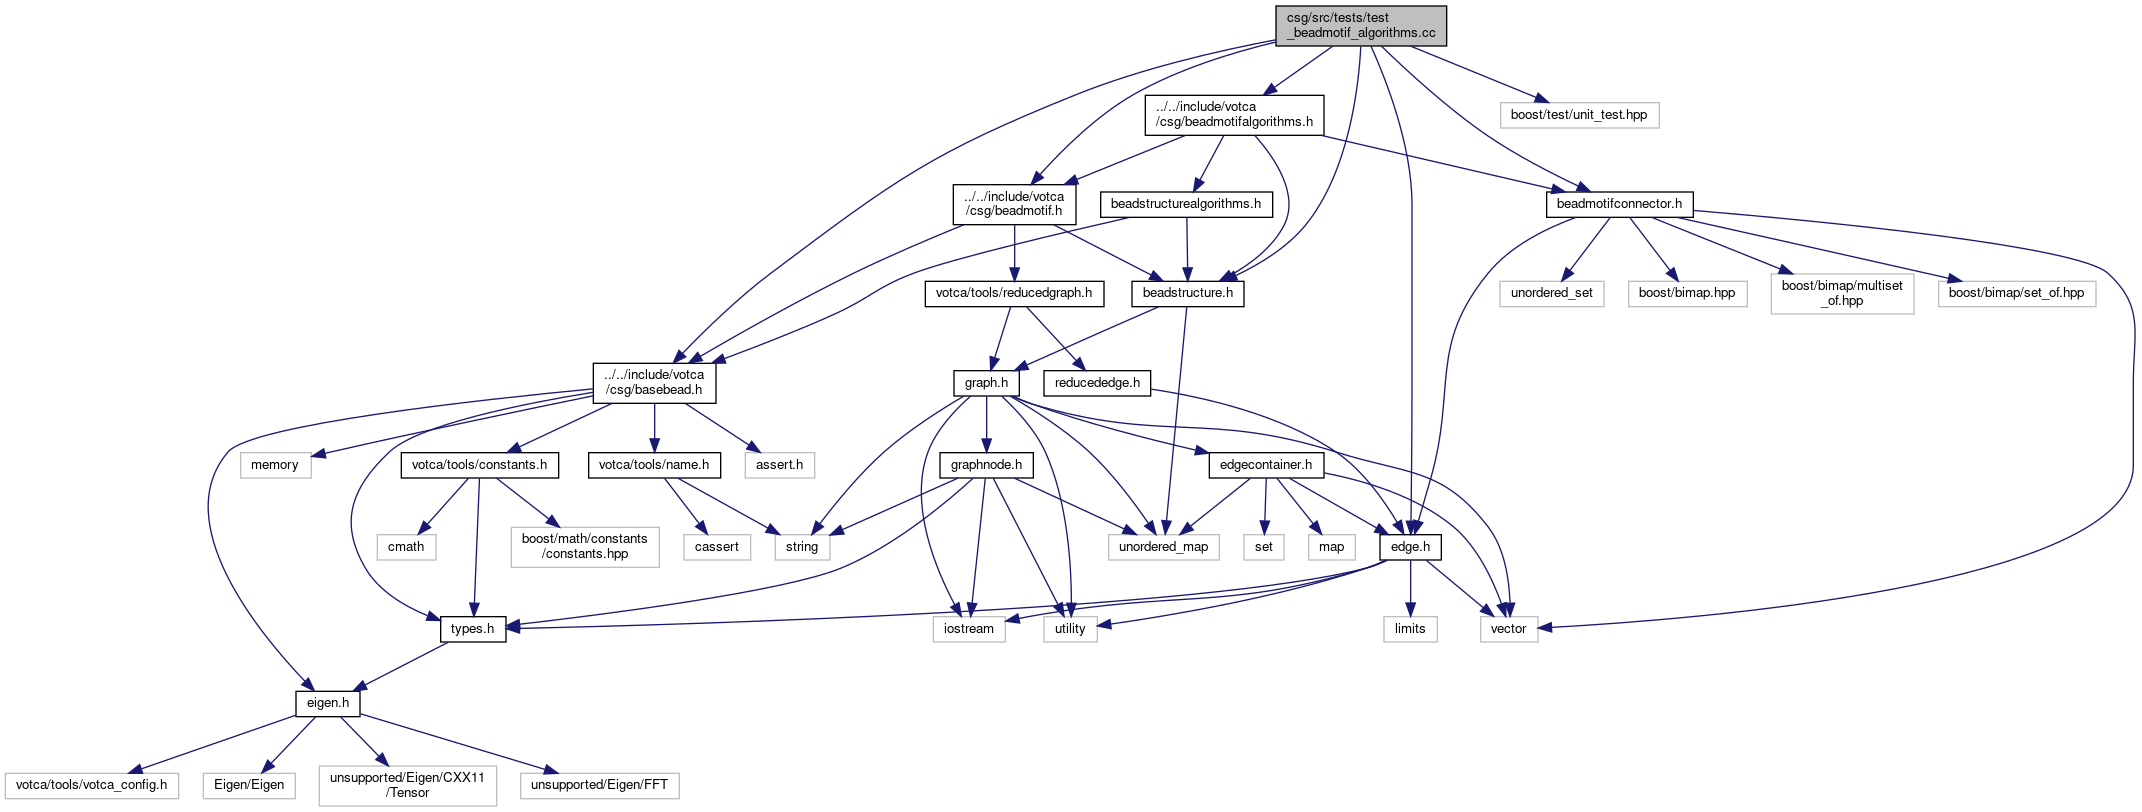 csg/src/tests/test
_beadmotif_algorithms.cc
../../include/votca
/csg/beadmotifalgorithms.h
boost/test/unit_test.hpp
../../include/votca
/csg/beadmotif.h
beadstructurealgorithms.h
beadmotifconnector.h
votca/tools/reducedgraph.h
beadstructure.h
unordered_set
boost/bimap.hpp
boost/bimap/multiset
_of.hpp
boost/bimap/set_of.hpp
../../include/votca
/csg/basebead.h
graph.h
reducededge.h
memory
votca/tools/constants.h
votca/tools/name.h
assert.h
graphnode.h
edgecontainer.h
cmath
boost/math/constants
/constants.hpp
cassert
string
unordered_map
set
map
edge.h
types.h
iostream
utility
limits
vector
eigen.h
votca/tools/votca_config.h
Eigen/Eigen
unsupported/Eigen/CXX11
/Tensor
unsupported/Eigen/FFT